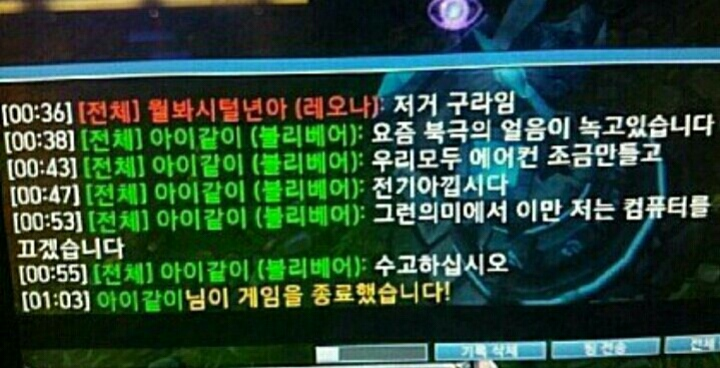 [00:36] [전체] 월봐시털년아 (레오나): 저거 구라임
[00:38] [전체] 아이같이 (볼리베어): 요즘 북극의 얼음이 녹고있습니다
[00:43] [전체] 아이같이 (볼리베어): 우리모두 에어컨 조금만틀고
[00:47] [전체] 아이같이 (볼리베어): 전기아낍시다
[00:53] [전체] 아이같이 (볼리베어): 그런의미에서 이만 저는 컴퓨터를
끄겠습니다
[00:55] [전체] 아이같이 (볼리베어): 수고하십시오
[01:03] 아이같이님이 게임을 종료했습니다!
기록 삭제 핑 전송 전체